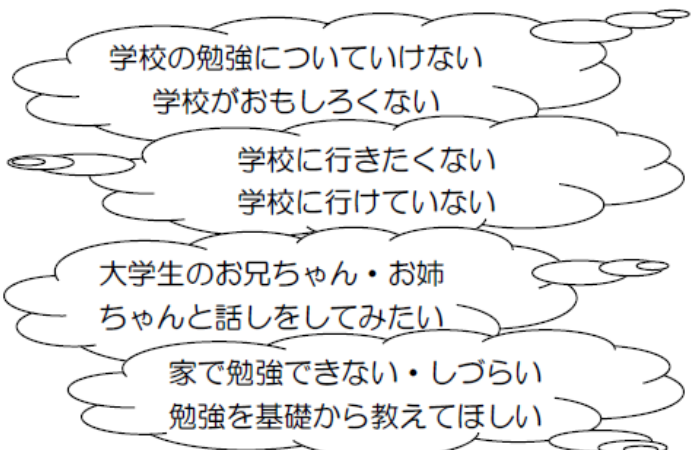 学校の勉強についていけない
学校がおもしろくない
学校に行きたくない
学校に行けていない
大学生のお兄ちゃん・お姉
ちゃんと話しをしてみたい
家で勉強できない・しづらい
勉強を基礎から教えてほしい